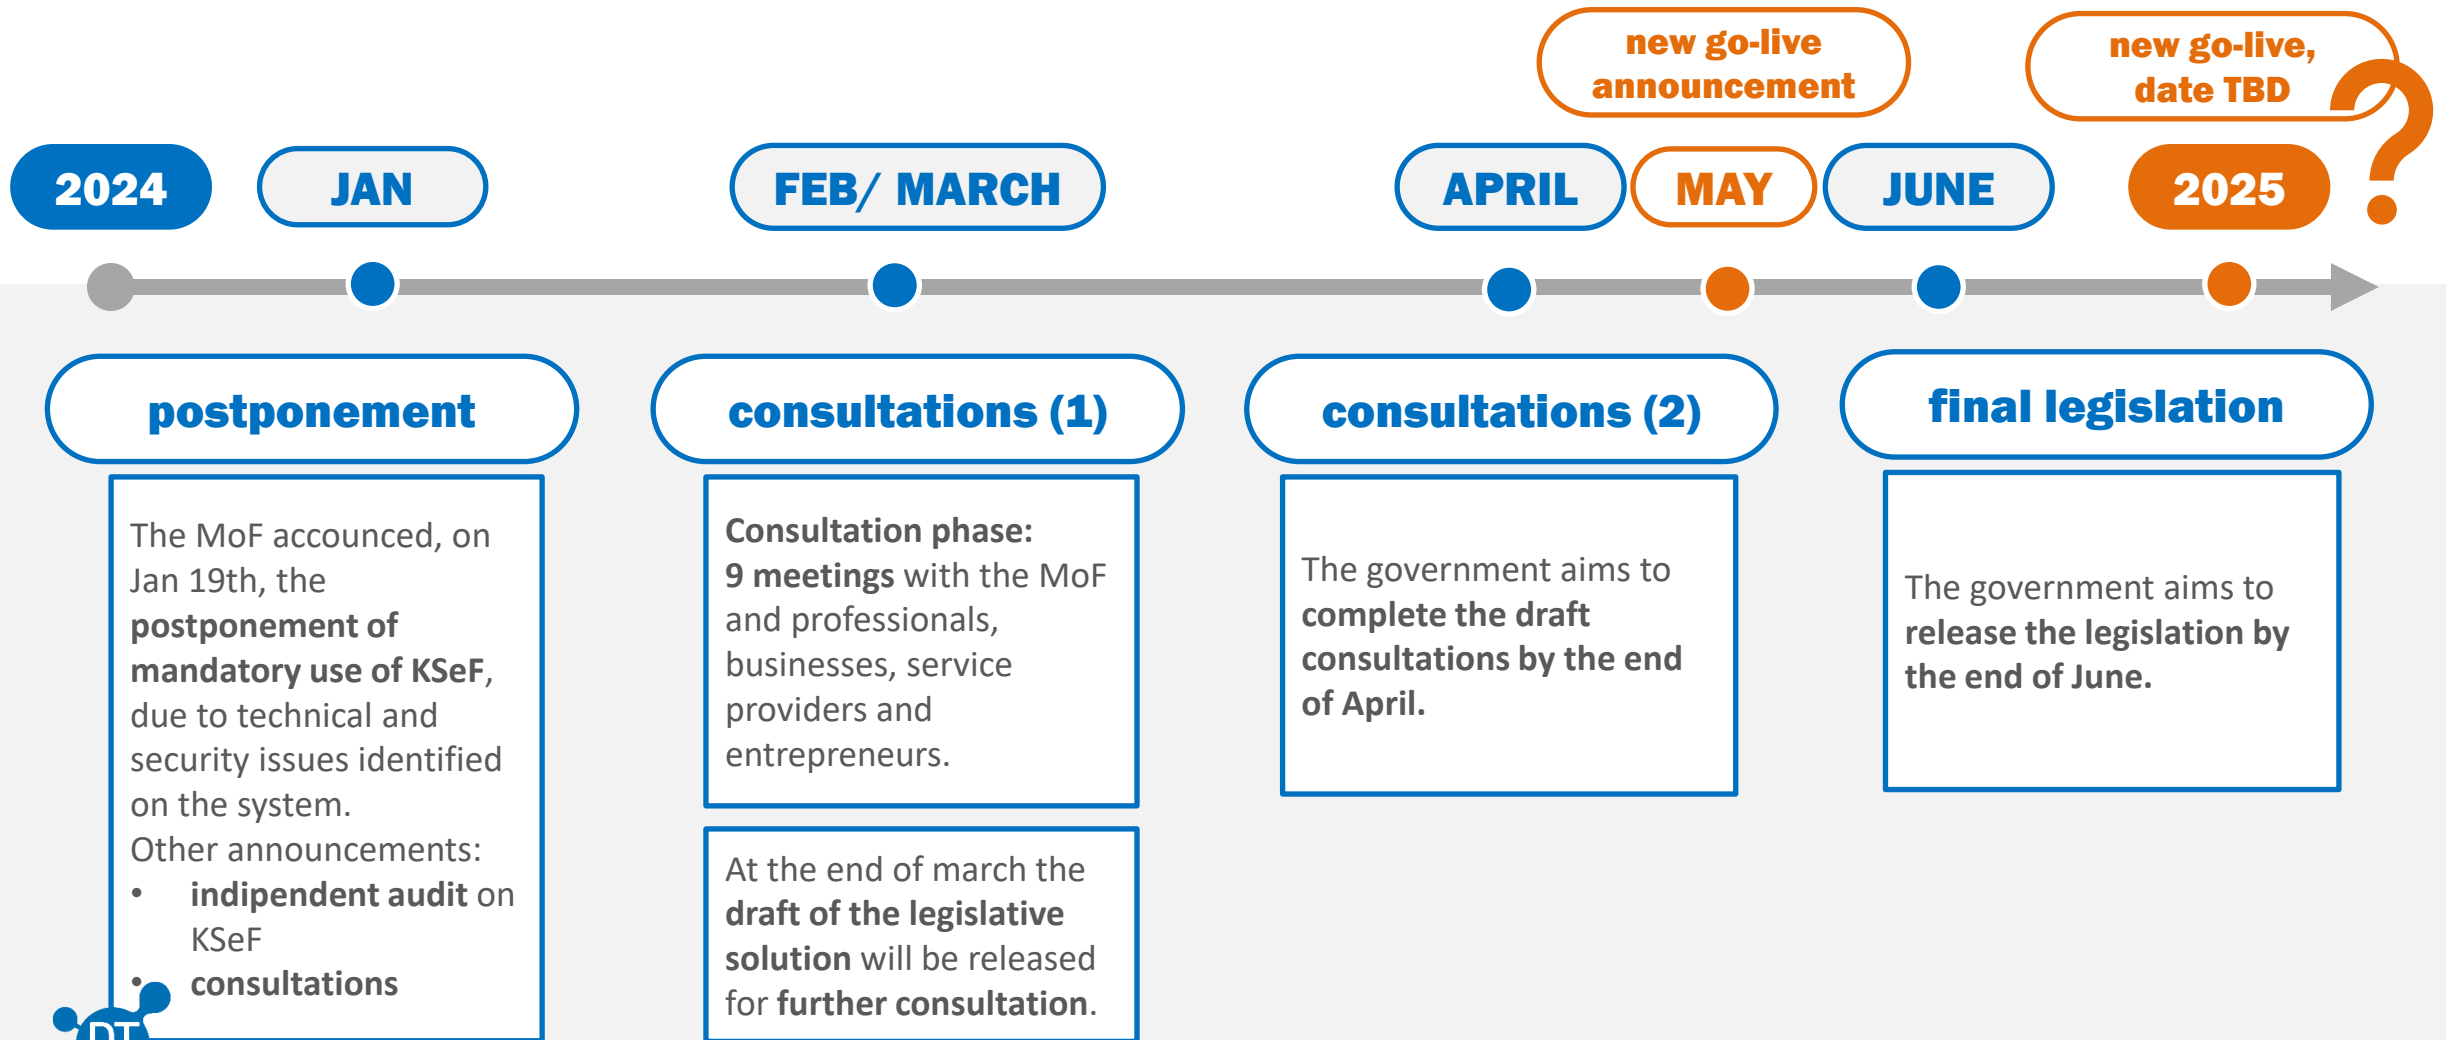 new go-live
announcement
new go-live,
date TBD
?
2024
JAN
FEB/ MARCH
APRIL
MAY
JUNE
2025
postponement
The MoF accounced, on
Jan 19th, the
postponement of
mandatory use of KSeF,
due to technical and
security issues identified
on the system.
Other announcements:
• indipendent audit on
KSeF
• consultations
consultations (1)
Consultation phase:
9 meetings with the MoF
and professionals,
businesses, service
providers and
entrepreneurs.
At the end of march the
draft of the legislative
solution will be released
for further consultation.
consultations (2)
The government aims to
complete the draft
consultations by the end
of April.
final legislation
The government aims to
release the legislation by
the end of June.
DT